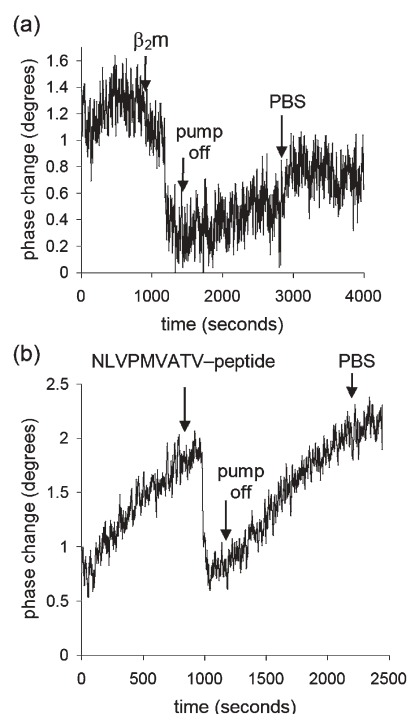 (a)
β2m
pump
off
PBS
phase change (degrees)
1.6
1.4
1.2
1
0.8
0.6
0.4
0.2
0
0 1000 2000 3000 4000
time (seconds)
(b)
NLVPMVATV–peptide
PBS
pump
off
phase change (degrees)
2.5
2
1.5
1
0.5
0
0 500 1000 1500 2000 2500
time (seconds)